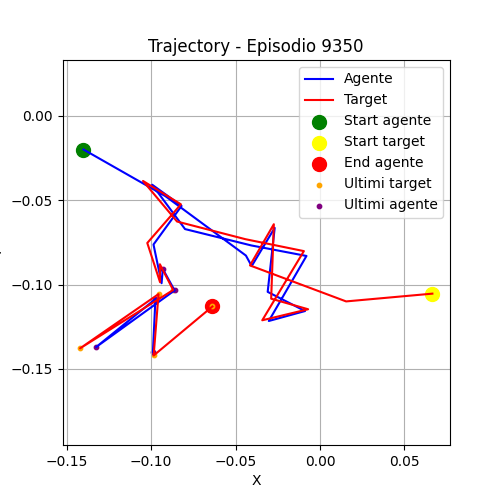 Trajectory - Episodio 9350
Agente
Target
Start agente
Start target
End agente
Ultimi target
Ultimi agente
0.00
−0.05
−0.10
−0.15
−0.15
−0.10
−0.05
0.00
0.05
X